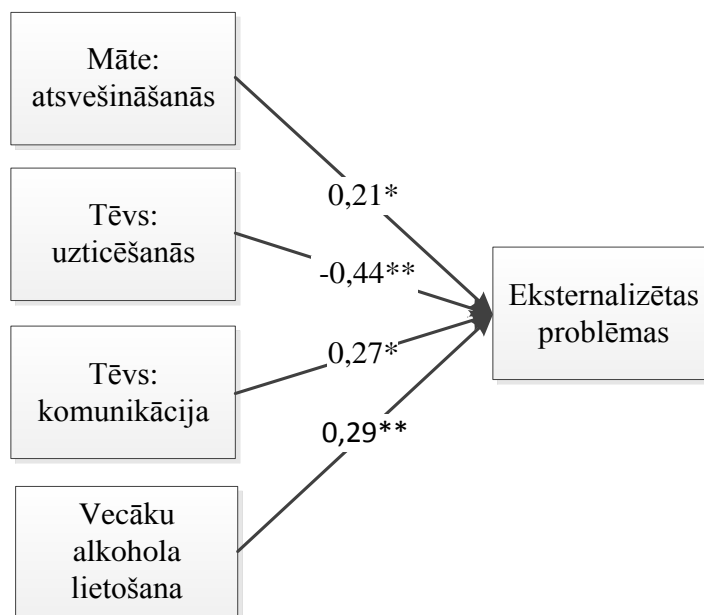 Māte:
atsvešināšanās
0,21*
Tēvs:
uzticēšanās
-0,44**
Eksternalizētas
problēmas
Tēvs:
komunikācija
0,27*
0,29**
Vecāku
alkohola
lietošana